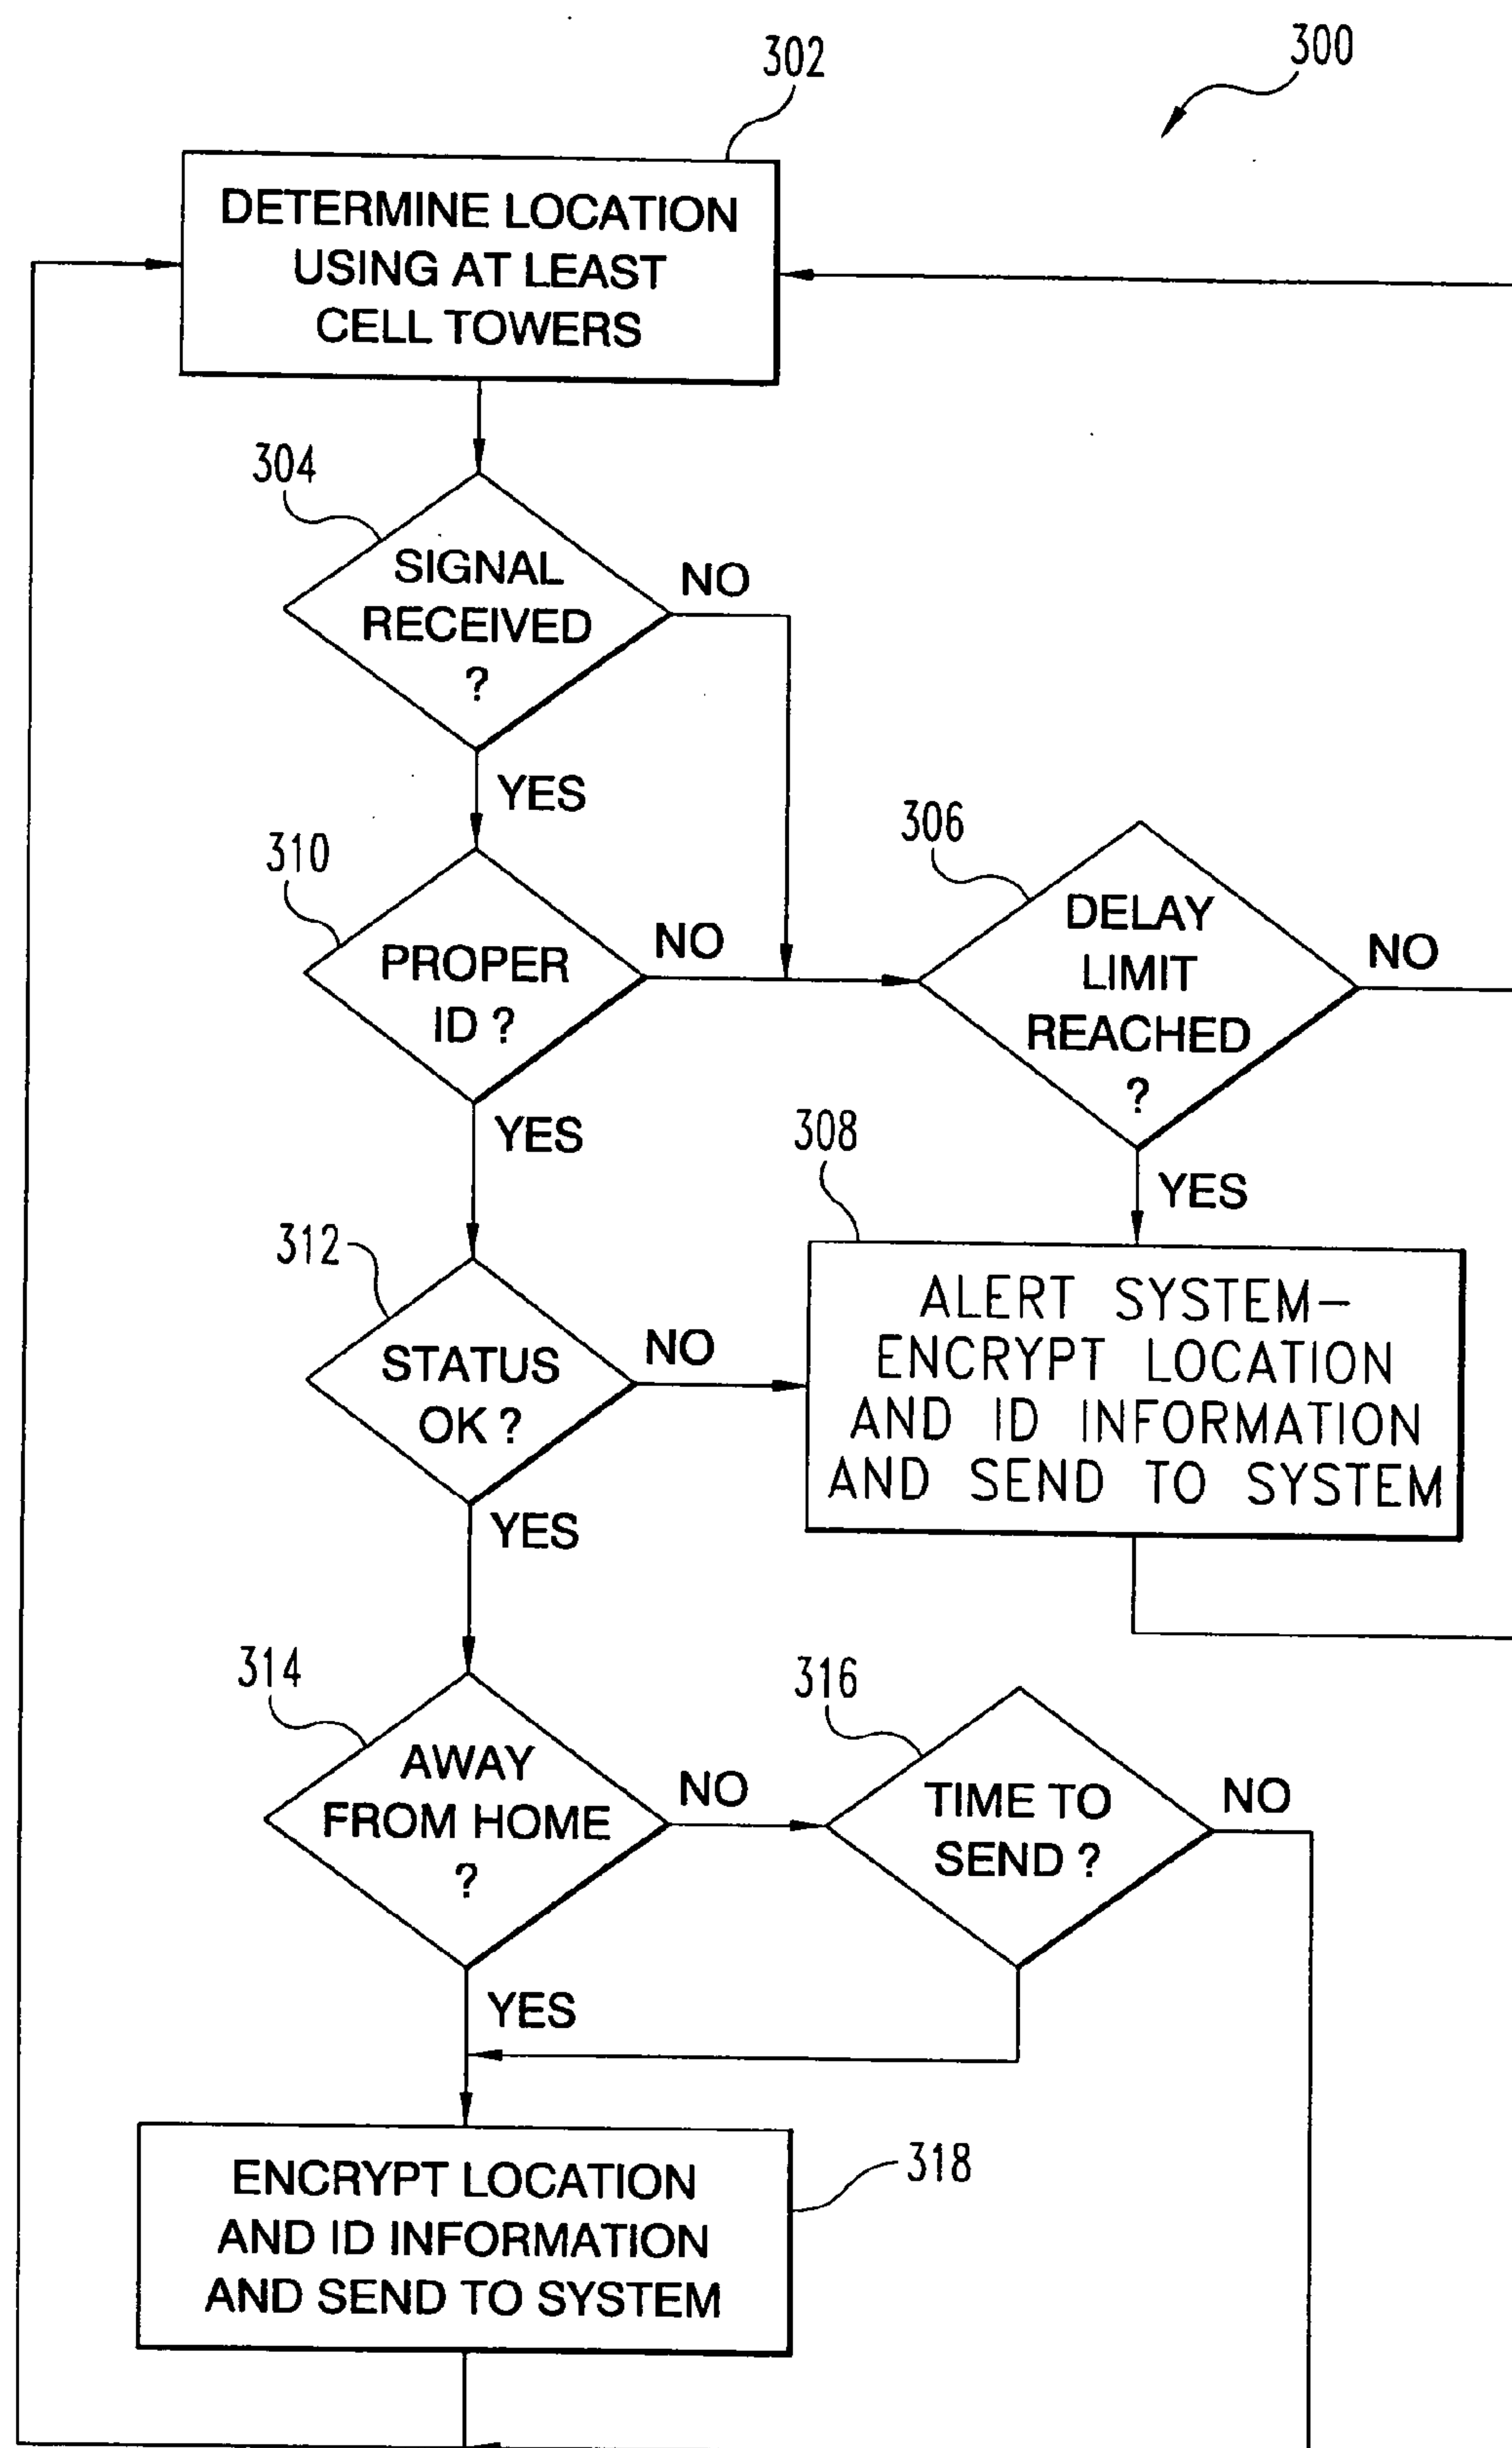 300
302
DETERMINE LOCATION
USING AT LEAST
CELL TOWERS
304
SIGNAL
RECEIVED
?
NO
YES
310
PROPER
ID ?
NO
YES
306
DELAY
LIMIT
REACHED
?
NO
YES
308
ALERT SYSTEM-
ENCRYPT LOCATION
AND ID INFORMATION
AND SEND TO SYSTEM
312
STATUS
OK ?
NO
YES
314
AWAY
FROM HOME
?
NO
YES
316
TIME TO
SEND ?
NO
318
ENCRYPT LOCATION
AND ID INFORMATION
AND SEND TO SYSTEM